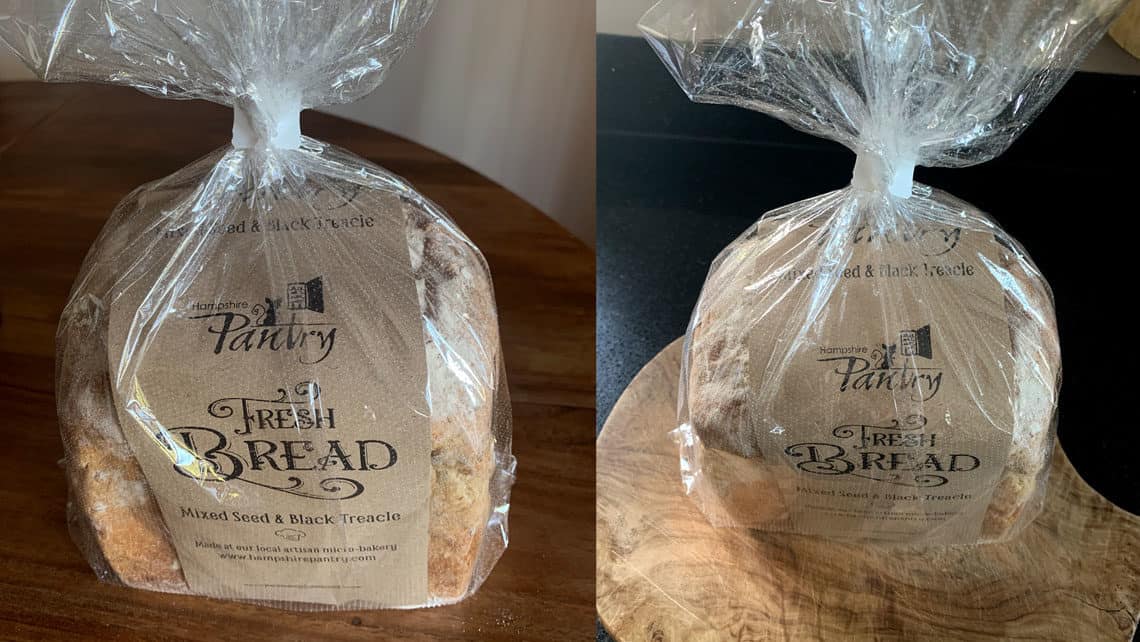 Mixed Seed & Black Treacle
Hampshire
Pantry
FRESH
BREAD
Mixed Seed & Black Treacle
Made at our local artisan micro-bakery
www.hampshirepantry.com
Pantry
Mixed Seed & Black Treacle
Hampshire
Pantry
FRESH
BREAD
Mixed Seed & Black Treacle